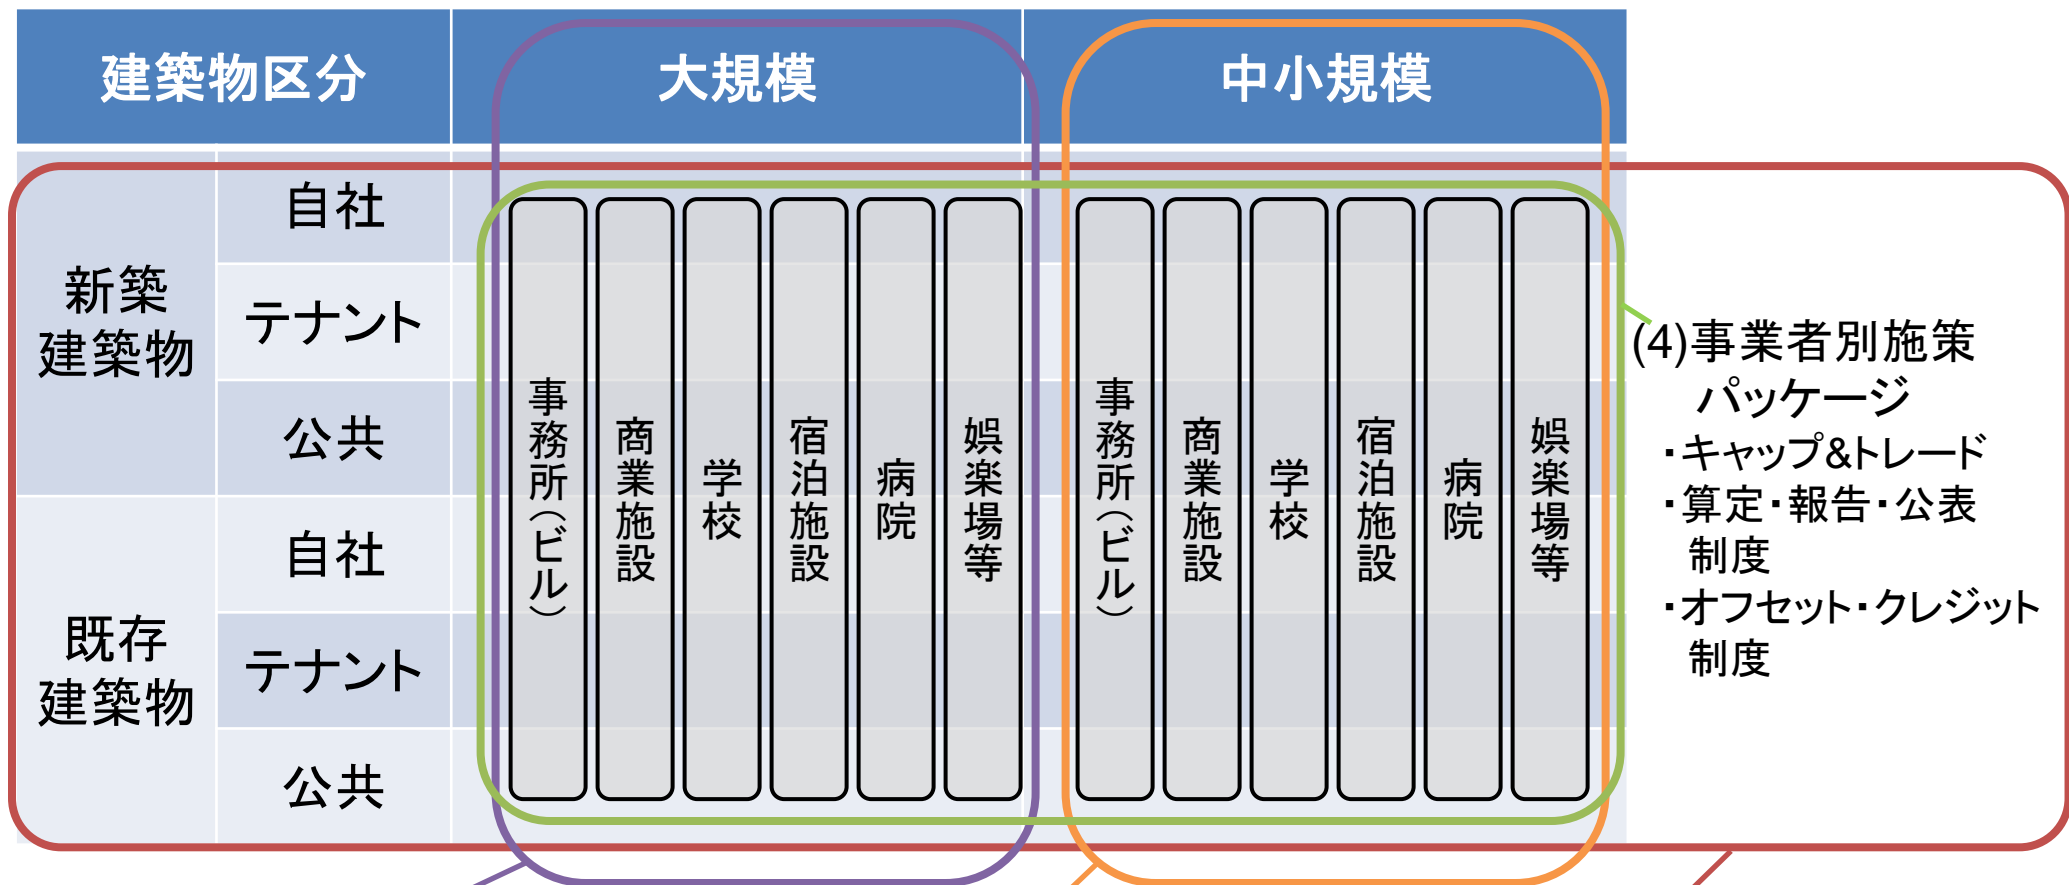 建築物区分
大規模
中小規模
新築
建築物
自社
テナント
公共
既存
建築物
自社
テナント
公共
事務所(ビル)
商業施設
学校
宿泊施設
病院
娯楽場等
事務所(ビル)
商業施設
学校
宿泊施設
病院
娯楽場等
(4)事業者別施策
パッケージ
・キャップ&トレード
・算定・報告・公表
制度
・オフセット・クレジット
制度